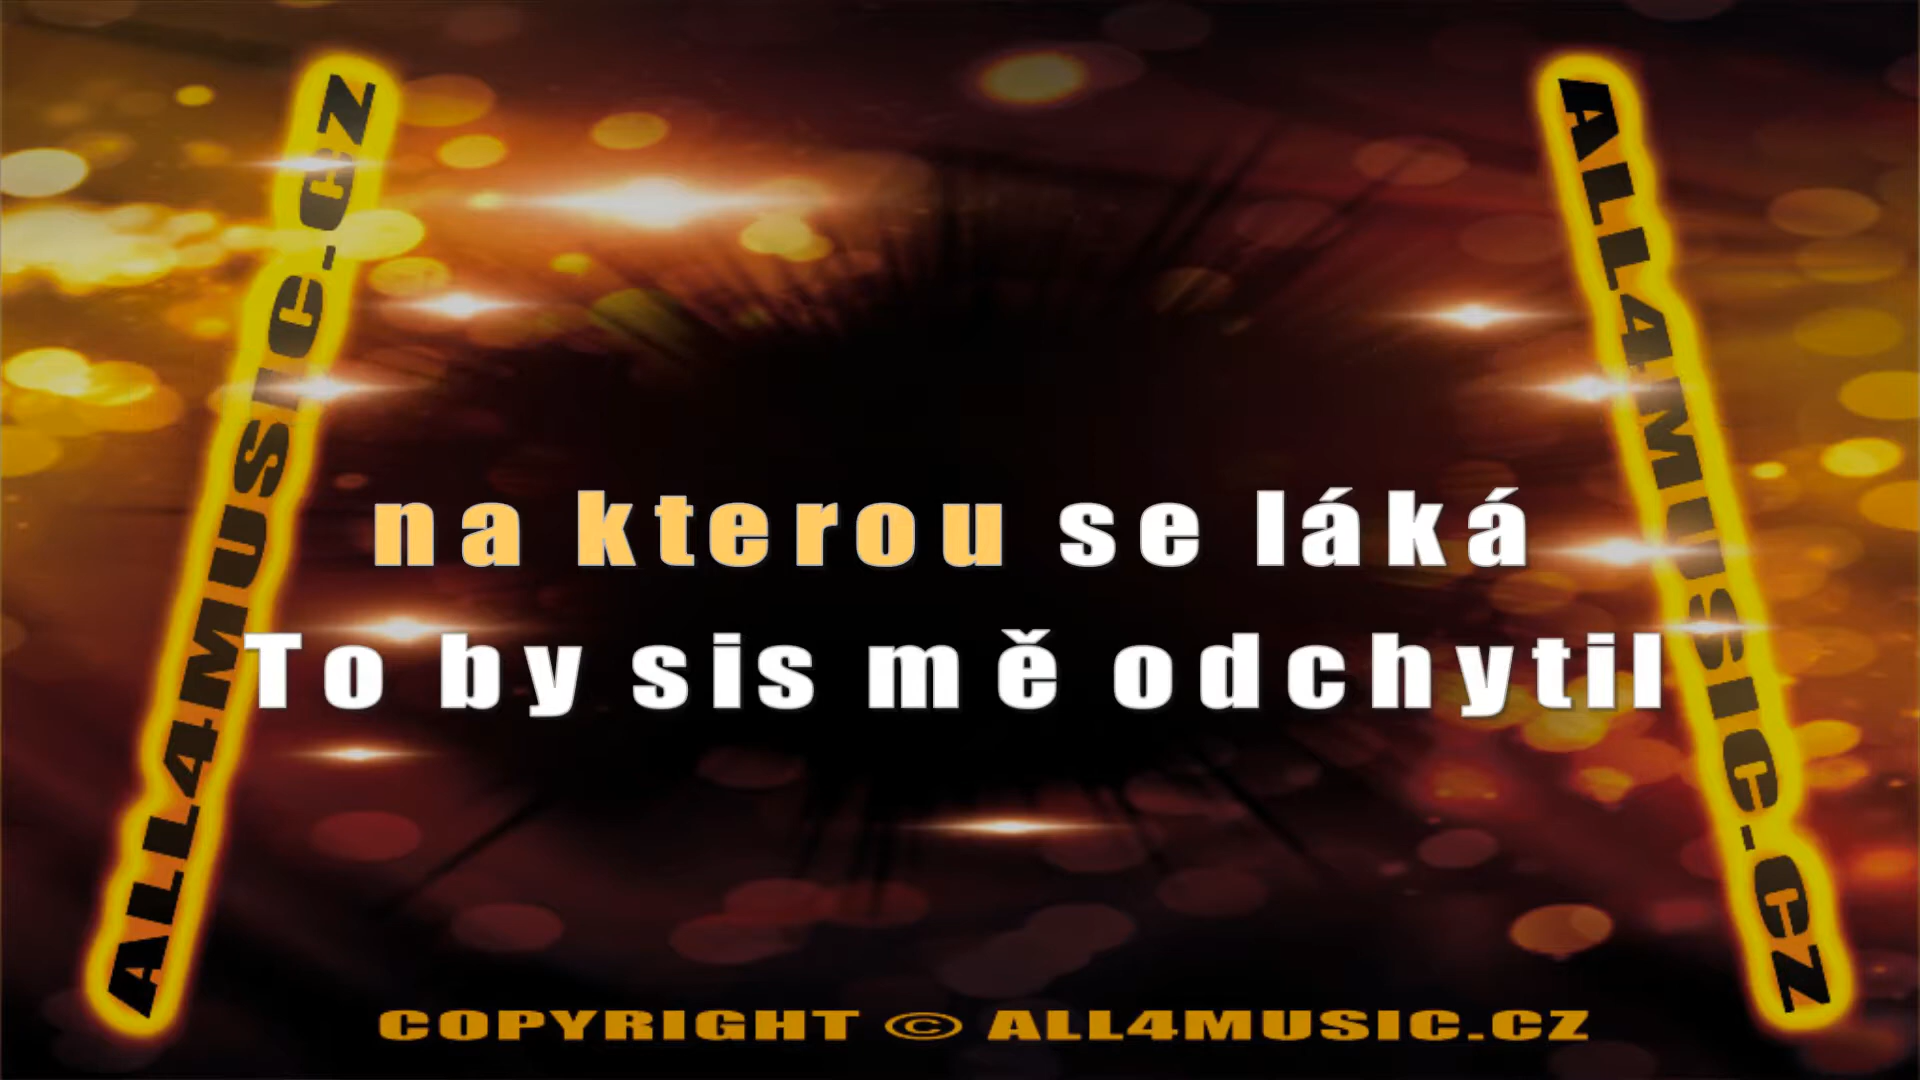 ALL4MUSIC.CZ
ALL4MUSIC.CZ
na kterou se láká
To by sis mě odchytil
COPYRIGHT © ALL4MUSIC.CZ